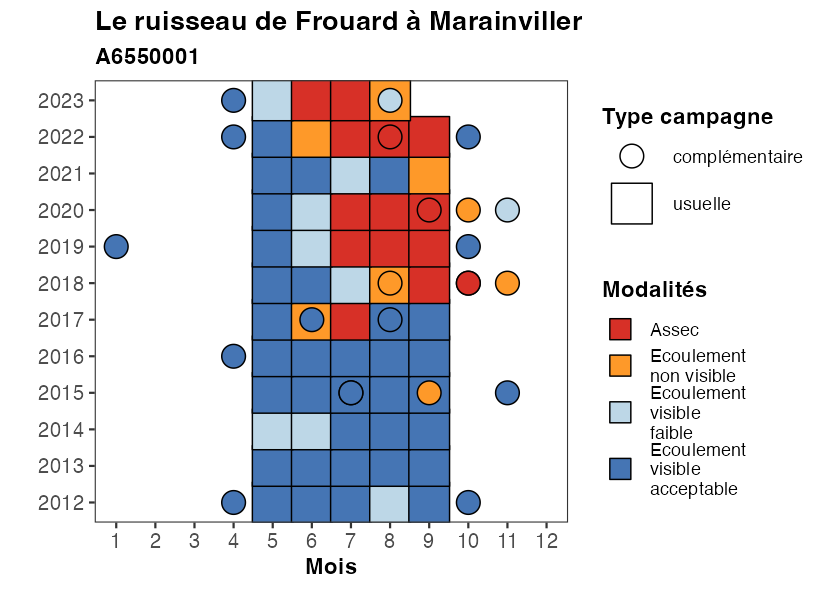 Le ruisseau de Frouard à Marainviller
A6550001
2023
2022
2021
2020
2019
2018
2017
2016
2015
2014
2013
2012
1 2 3 4 5 6 7 8 9 10 11 12
Mois
Type campagne
complémentaire
usuelle
Modalités
Assec
Ecoulement
non visible
Ecoulement
visible
faible
Ecoulement
visible
acceptable